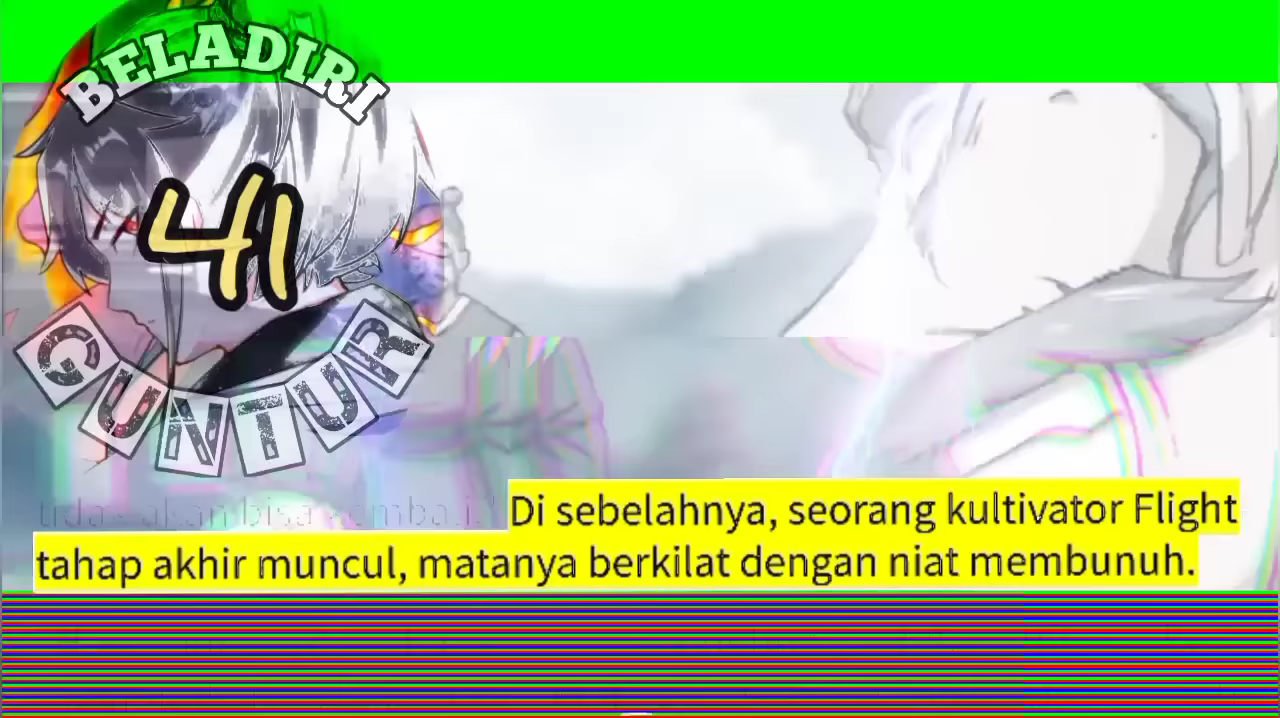 BELADIRI
41
GUNTUR
Di sebelahnya, seorang kultivator Flight
tahap akhir muncul, matanya berkilat dengan niat membunuh.